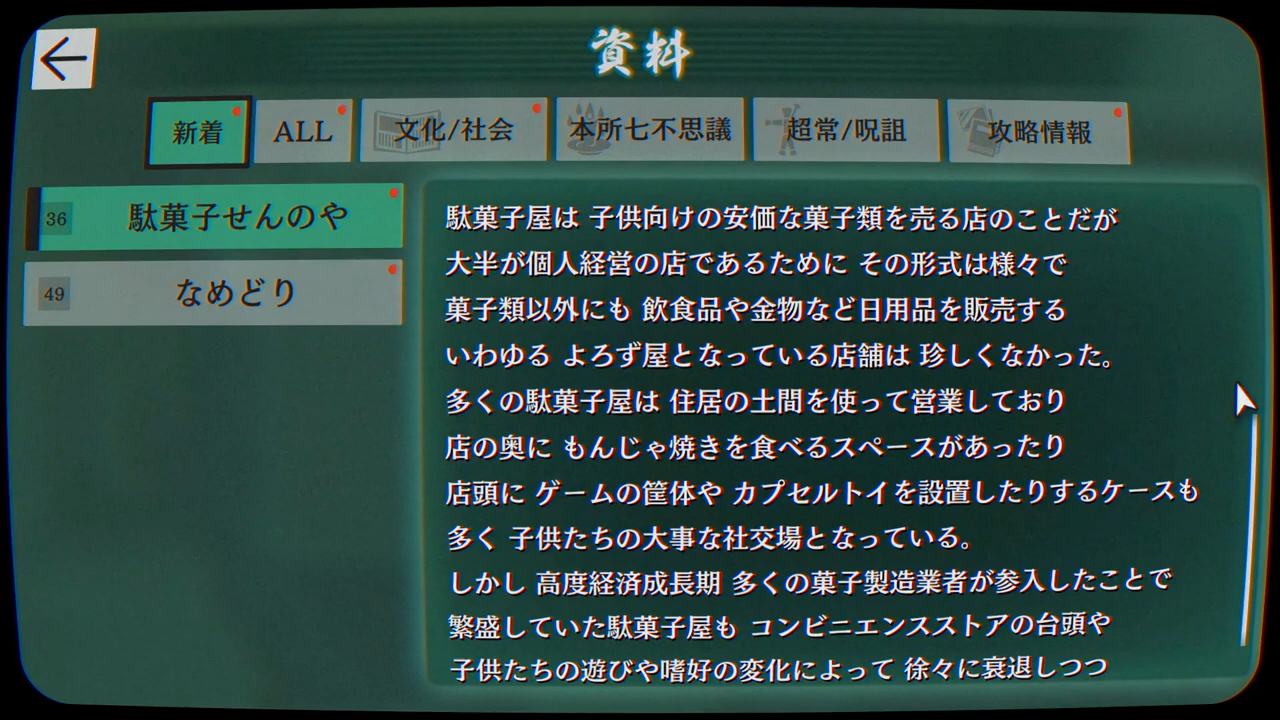 資料
新着
ALL
文化/社会
本所七不思議
超常/呪詛
攻略情報
36 駄菓子せんのや
49 なめどり
駄菓子屋は 子供向けの安価な菓子類を売る店のことだが
大半が個人経営の店であるために その形式は様々で
菓子類以外にも 飲食品や金物など日用品を販売する
いわゆる よろず屋となっている店舗は 珍しくなかった。
多くの駄菓子屋は 住居の土間を使って営業しており
店の奥に もんじゃ焼きを食べるスペースがあったり
店頭に ゲームの筐体や カプセルトイを設置したりするケースも
多く 子供たちの大事な社交場となっている。
しかし 高度経済成長期 多くの菓子製造業者が参入したことで
繁盛していた駄菓子屋も コンビニエンスストアの台頭や
子供たちの遊びや嗜好の変化によって 徐々に衰退しつつ